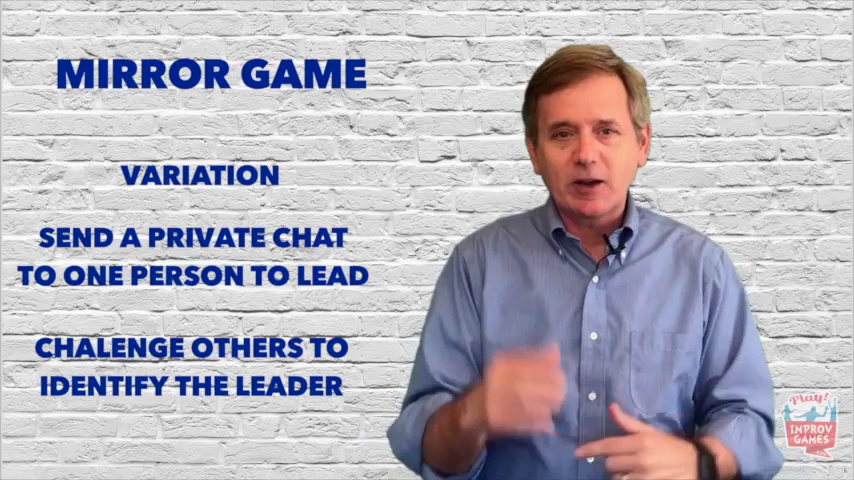 MIRROR GAME
VARIATION
SEND A PRIVATE CHAT
TO ONE PERSON TO LEAD
CHALENGE OTHERS TO
IDENTIFY THE LEADER
Play!
IMPROV
GAMES